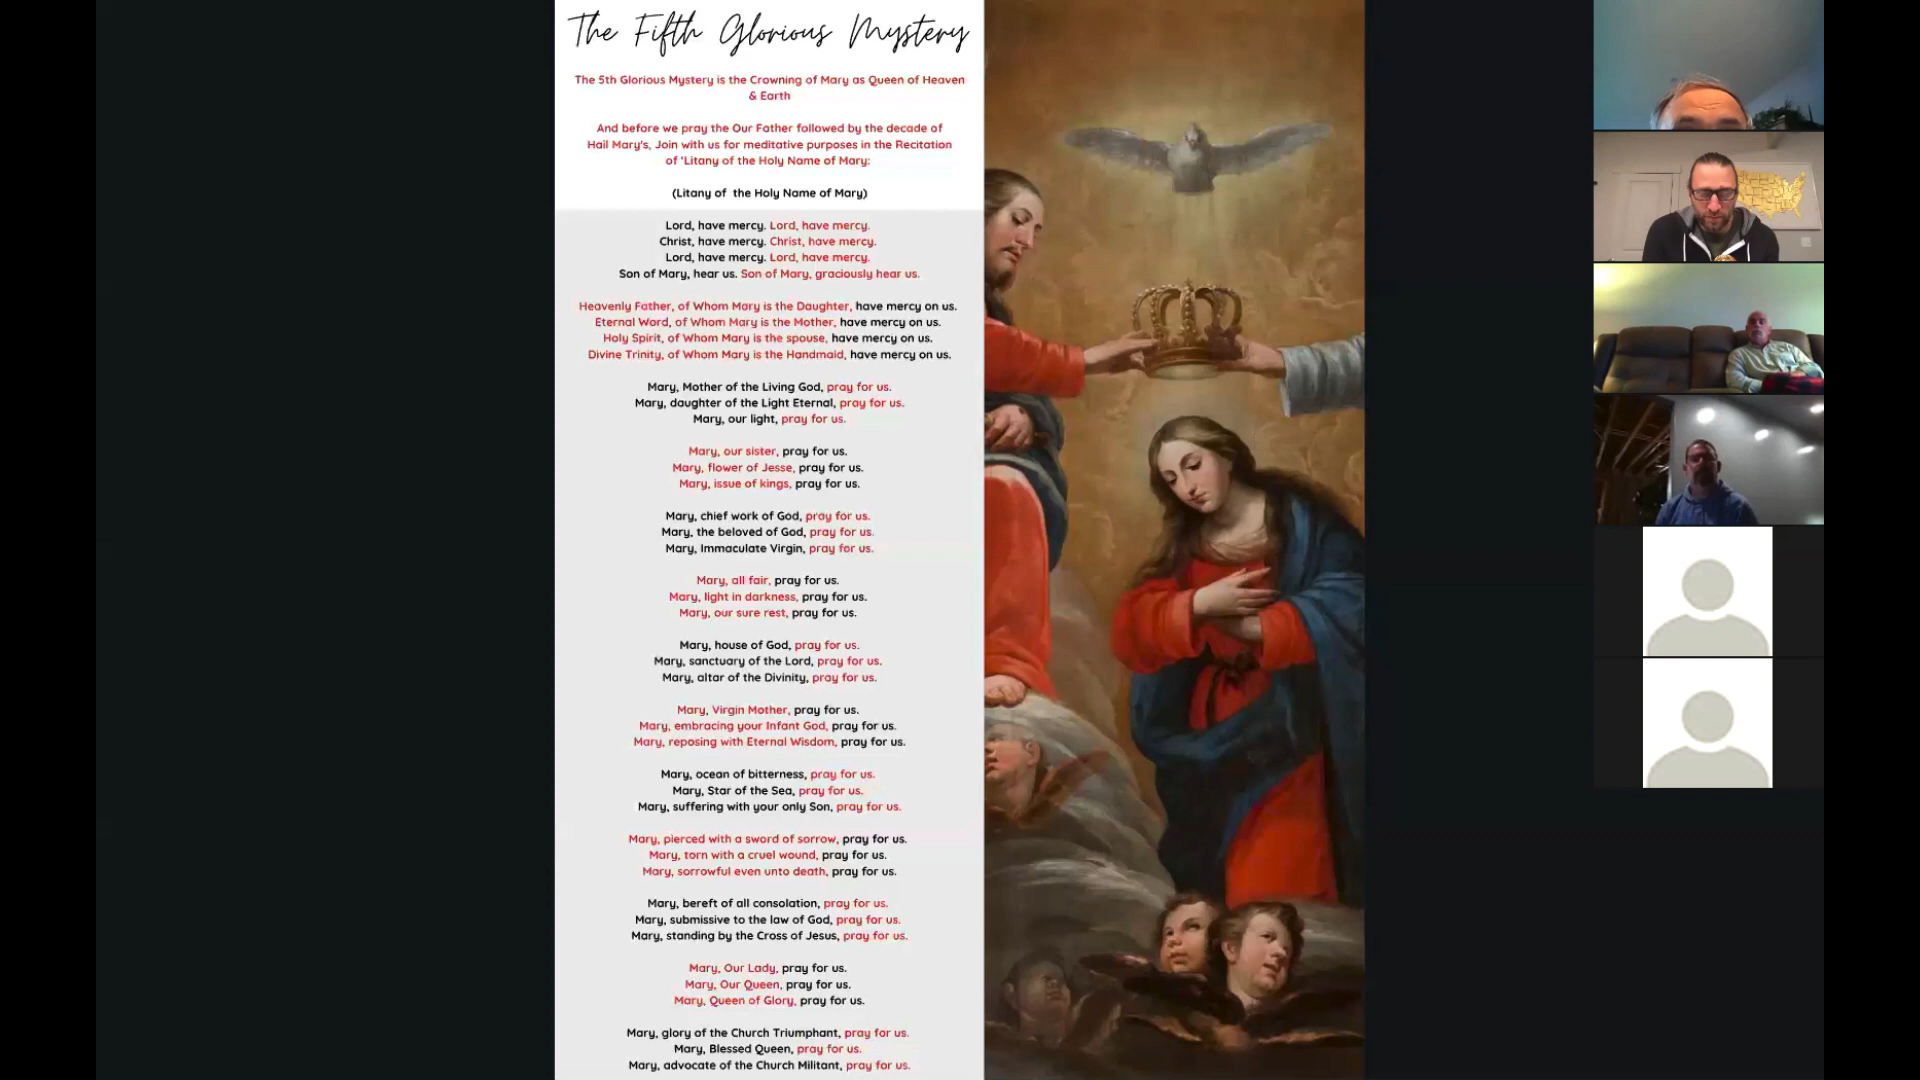 The Fifth Glorious Mystery
The 5th Glorious Mystery is the Crowning of Mary as Queen of Heaven
& Earth
And before we pray the Our Father followed by the decade of
Hail Mary's, Join with us for meditative purposes in the Recitation
of 'Litany of the Holy Name of Mary:
(Litany of the Holy Name of Mary)
Lord, have mercy. Lord, have mercy.
Christ, have mercy. Christ, have mercy.
Lord, have mercy. Lord, have mercy.
Son of Mary, hear us. Son of Mary, graciously hear us.
Heavenly Father, of Whom Mary is the Daughter, have mercy on us.
Eternal Word, of Whom Mary is the Mother, have mercy on us.
Holy Spirit, of Whom Mary is the spouse, have mercy on us.
Divine Trinity, of Whom Mary is the Handmaid, have mercy on us.
Mary, Mother of the Living God, pray for us.
Mary, daughter of the Light Eternal, pray for us.
Mary, our light, pray for us.
Mary, our sister, pray for us.
Mary, flower of Jesse, pray for us.
Mary, issue of kings, pray for us.
Mary, chief work of God, pray for us.
Mary, the beloved of God, pray for us.
Mary, Immaculate Virgin, pray for us.
Mary, all fair, pray for us.
Mary, light in darkness, pray for us.
Mary, our sure rest, pray for us.
Mary, house of God, pray for us.
Mary, sanctuary of the Lord, pray for us.
Mary, altar of the Divinity, pray for us.
Mary, Virgin Mother, pray for us.
Mary, embracing your Infant God, pray for us.
Mary, reposing with Eternal Wisdom, pray for us.
Mary, ocean of bitterness, pray for us.
Mary, Star of the Sea, pray for us.
Mary, suffering with your only Son, pray for us.
Mary, pierced with a sword of sorrow, pray for us.
Mary, torn with a cruel wound, pray for us.
Mary, sorrowful even unto death, pray for us.
Mary, bereft of all consolation, pray for us.
Mary, submissive to the law of God, pray for us.
Mary, standing by the Cross of Jesus, pray for us.
Mary, Our Lady, pray for us.
Mary, Our Queen, pray for us.
Mary, Queen of Glory, pray for us.
Mary, glory of the Church Triumphant, pray for us.
Mary, Blessed Queen, pray for us.
Mary, advocate of the Church Militant, pray for us.